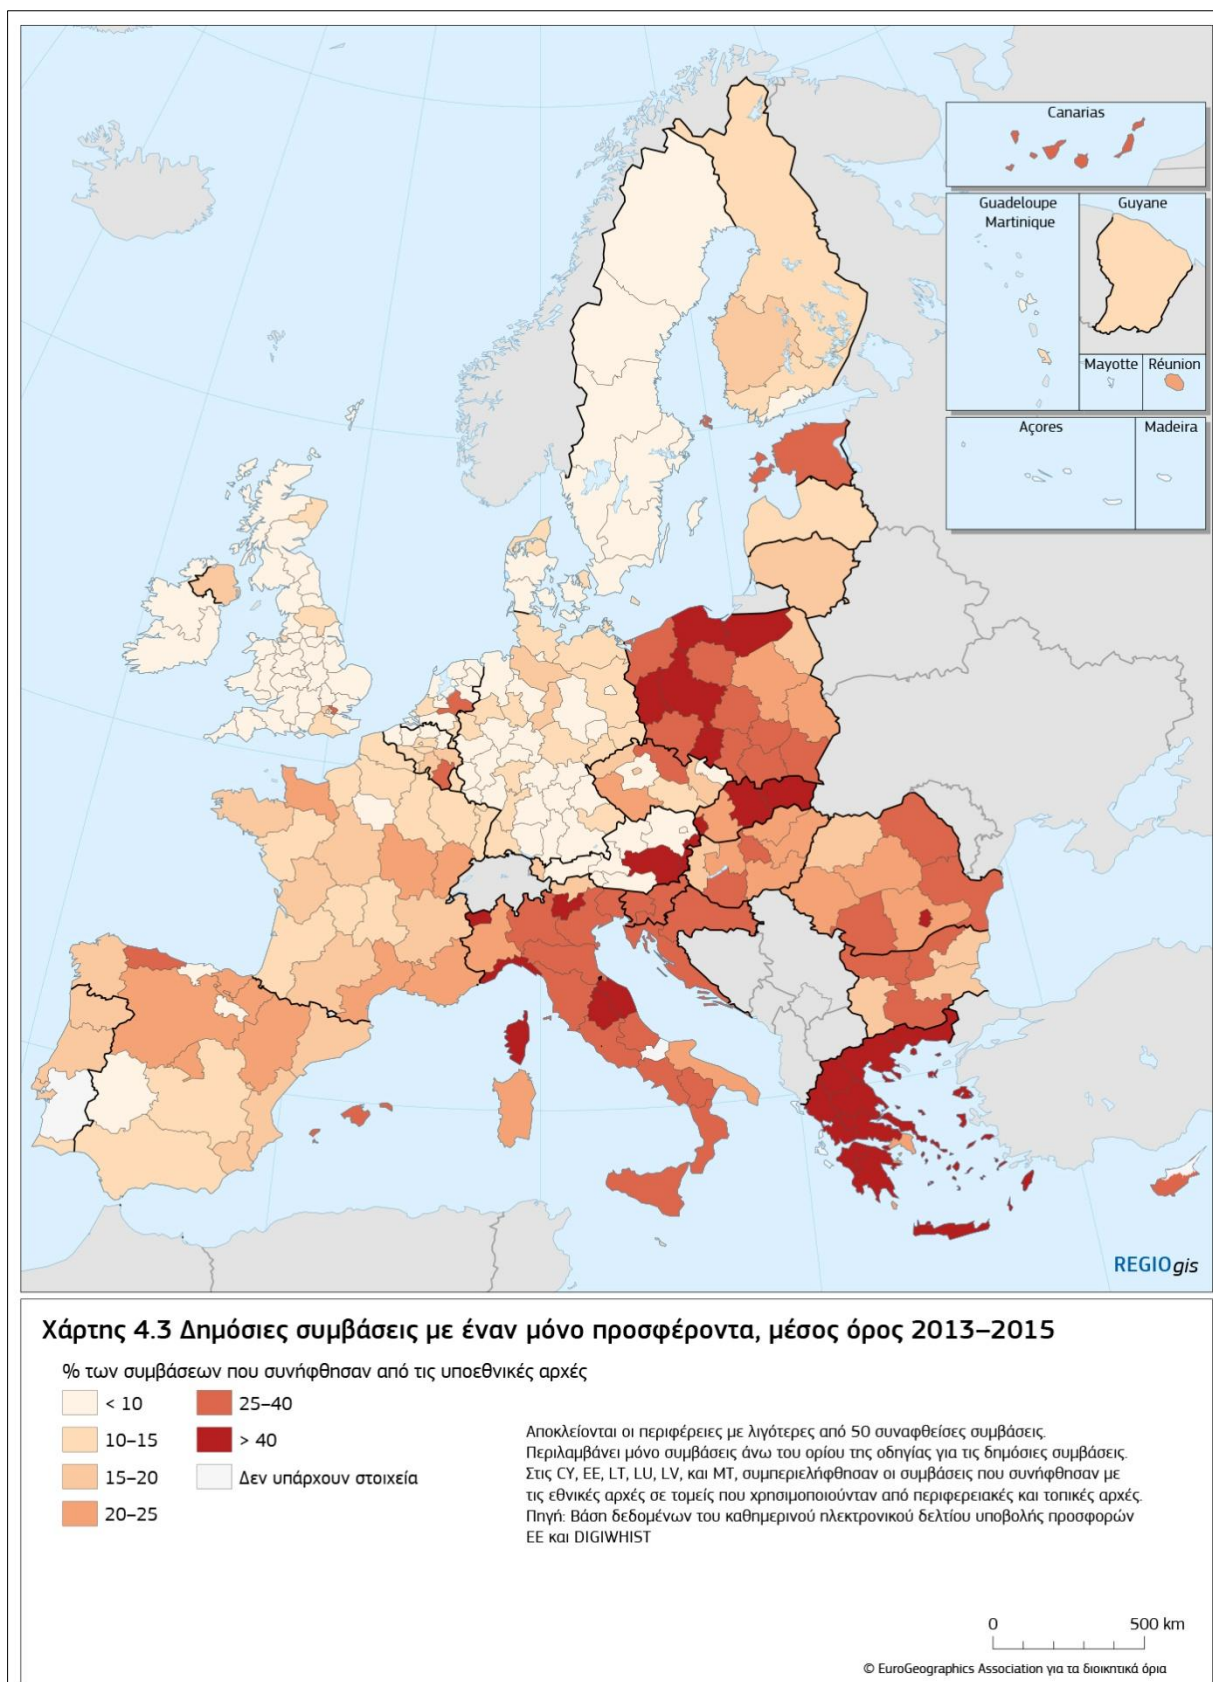 Canarias
Guadeloupe
Martinique
Guyane
Mayotte
Réunion
Açores
Madeira
REGIOgis
Χάρτης 4.3 Δημόσιες συμβάσεις με έναν μόνο προσφέροντα, μέσος όρος 2013–2015
% των συμβάσεων που συνήφθησαν από τις υποεθνικές αρχές
< 10
10–15
15–20
20–25
25–40
> 40
Δεν υπάρχουν στοιχεία
Αποκλείονται οι περιφέρειες με λιγότερες από 50 συναφθείσες συμβάσεις.
Περιλαμβάνει μόνο συμβάσεις άνω του ορίου της οδηγίας για τις δημόσιες συμβάσεις.
Στις CY, EE, LT, LU, LV, και MT, συμπεριελήφθησαν οι συμβάσεις που συνήφθησαν με
τις εθνικές αρχές σε τομείς που χρησιμοποιούνταν από περιφερειακές και τοπικές αρχές.
Πηγή: Βάση δεδομένων του καθημερινού ηλεκτρονικού δελτίου υποβολής προσφορών
ΕΕ και DIGIWHIST
0 500 km
© EuroGeographics Association για τα διοικητικά όρια